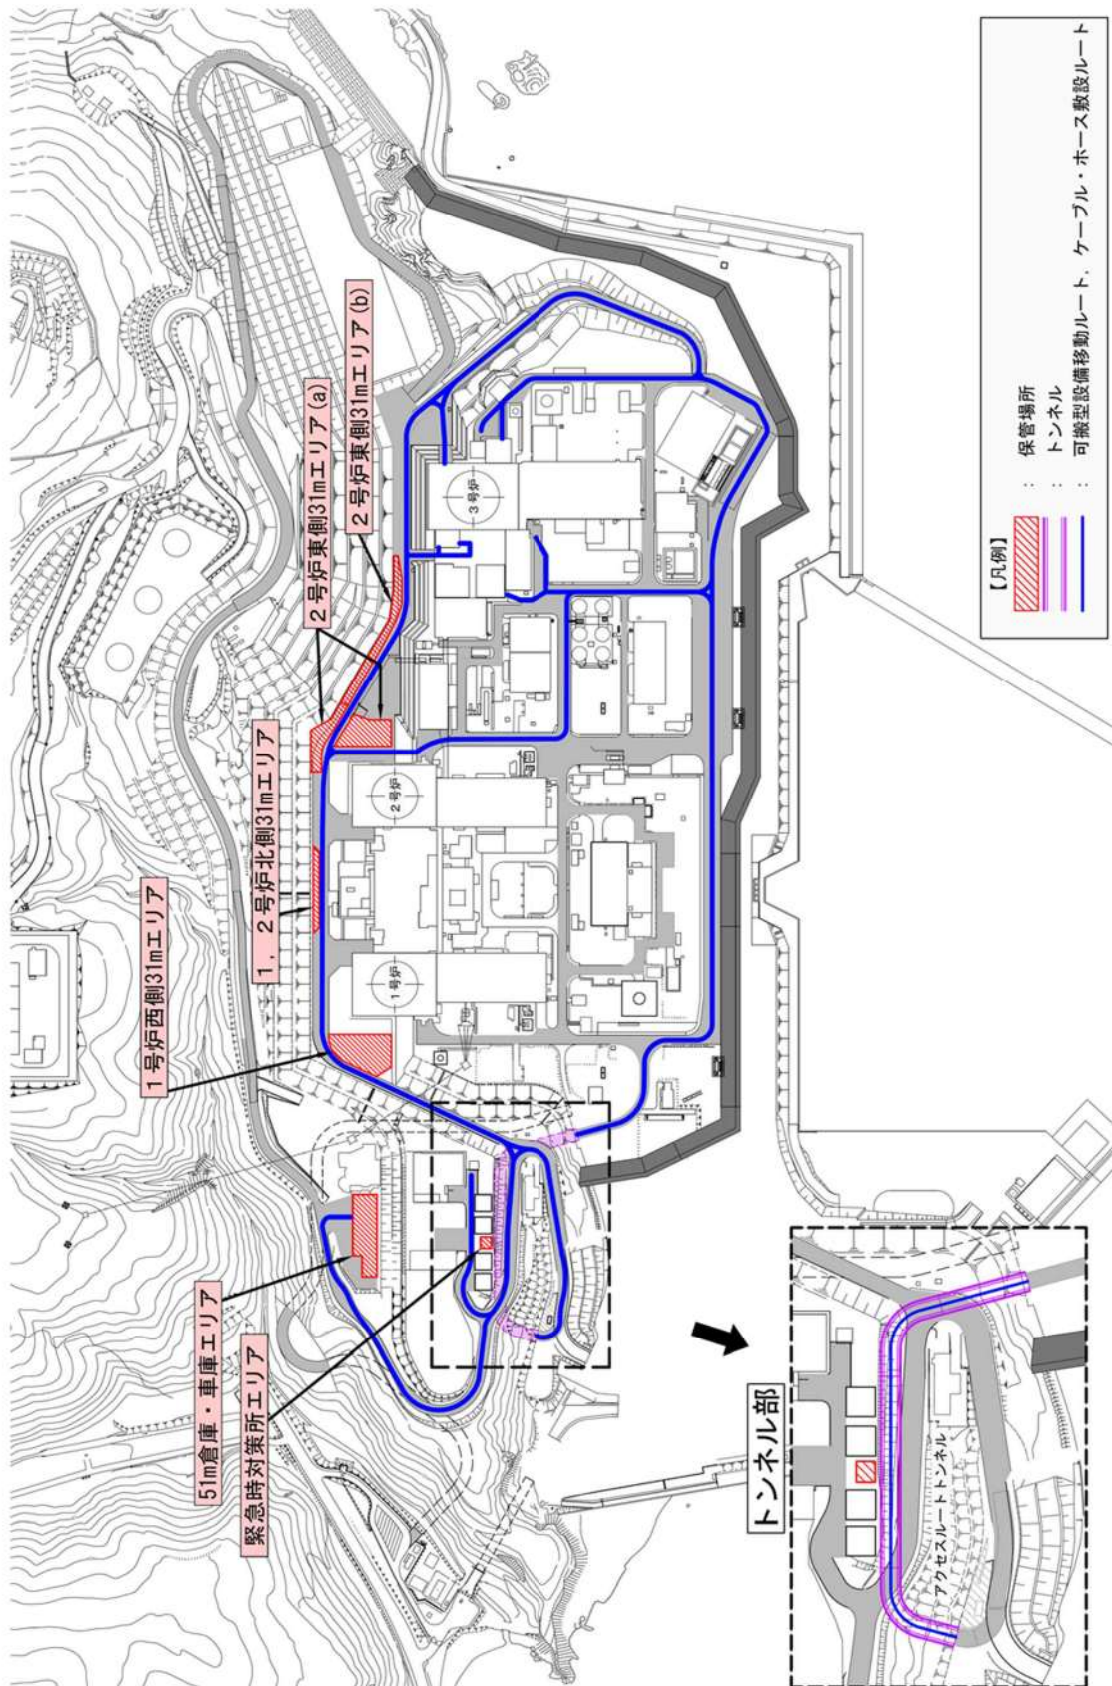 51m倉庫・車庫エリア
緊急時対策所エリア
1号炉西側31mエリア
1，2号炉北側31mエリア
2号炉東側31mエリア(a)
2号炉東側31mエリア(b)
1号炉
2号炉
3号炉
トンネル部
アクセスルートトンネル
【凡例】
： 保管場所
： トンネル
： 可搬型設備移動ルート，ケーブル・ホース敷設ルート